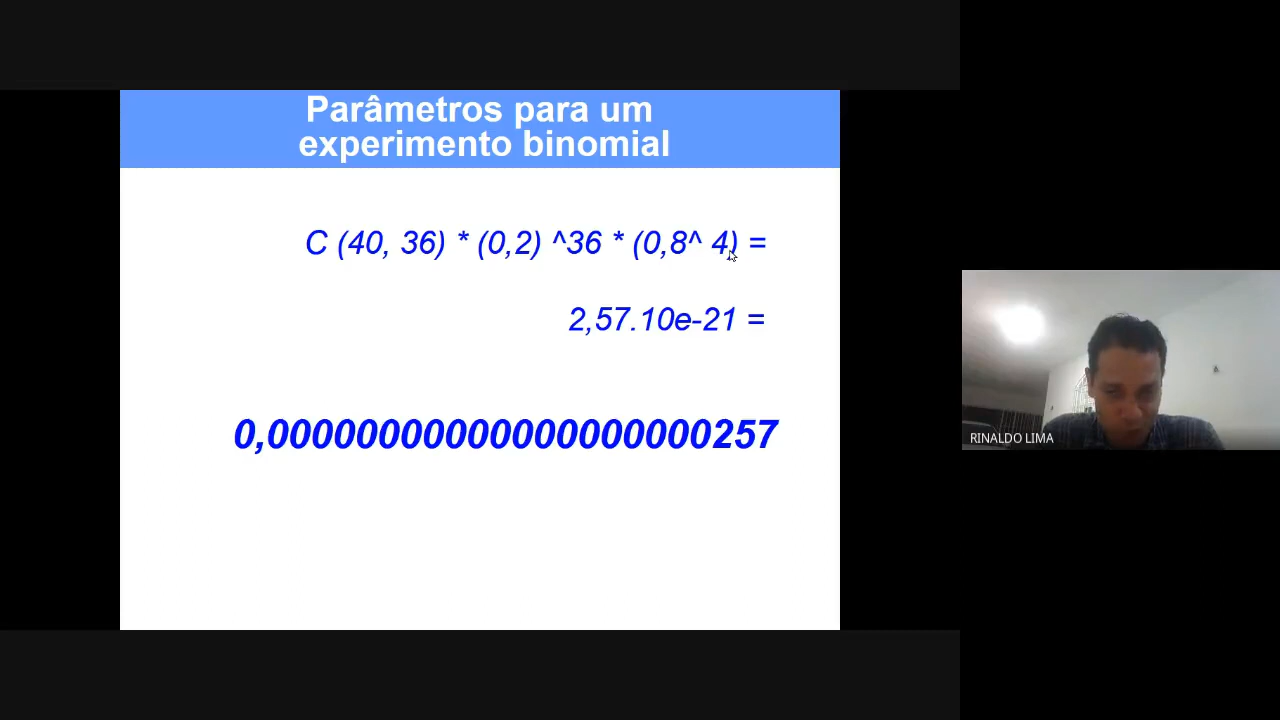 Parâmetros para um
experimento binomial
C (40, 36) * (0,2) ^36 * (0,8^ 4) =
2,57.10e-21 =
0,00000000000000000000257
RINALDO LIMA